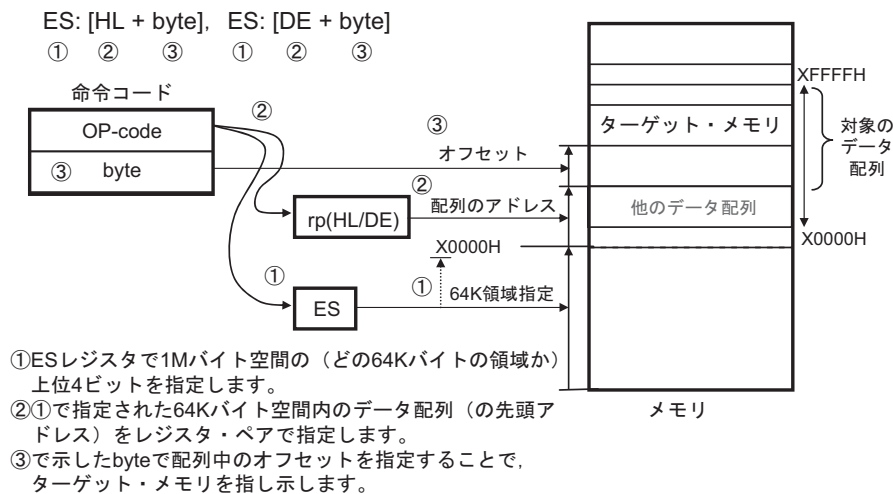 ES: [HL + byte],  ES: [DE + byte]
① ② ③ ① ② ③
命令コード
OP-code
③ byte
②
③
オフセット
②
rp(HL/DE)
配列のアドレス
X0000H
①
①
64K領域指定
ES
XFFFFH
ターゲット・メモリ
対象の
データ
配列
他のデータ配列
X0000H
メモリ
①ESレジスタで1Mバイト空間の（どの64Kバイトの領域か）
上位4ビットを指定します。
②①で指定された64Kバイト空間内のデータ配列（の先頭ア
ドレス）をレジスタ・ペアで指定します。
③で示したbyteで配列中のオフセットを指定することで,
ターゲット・メモリを指し示します。